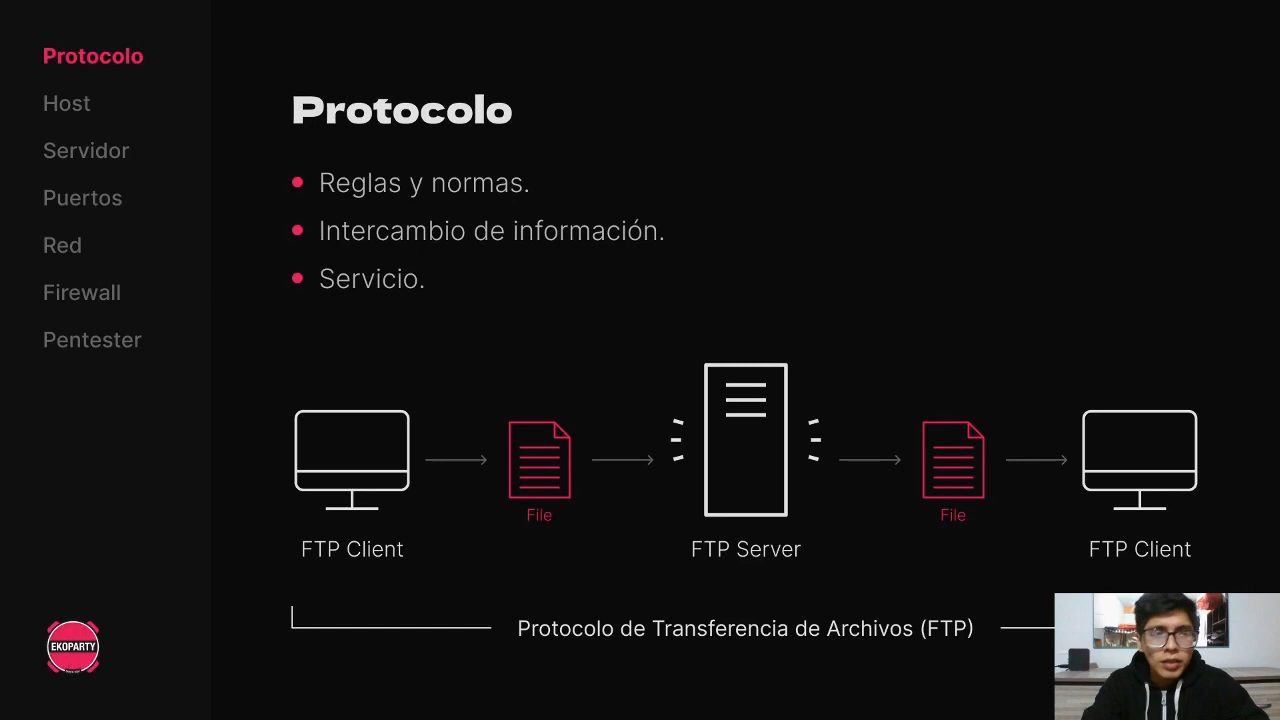 Protocolo
Host
Servidor
Puertos
Red
Firewall
Pentester
EKOPARTY
Protocolo
Reglas y normas.
Intercambio de información.
Servicio.
File
File
FTP Client
FTP Server
FTP Client
Protocolo de Transferencia de Archivos (FTP)